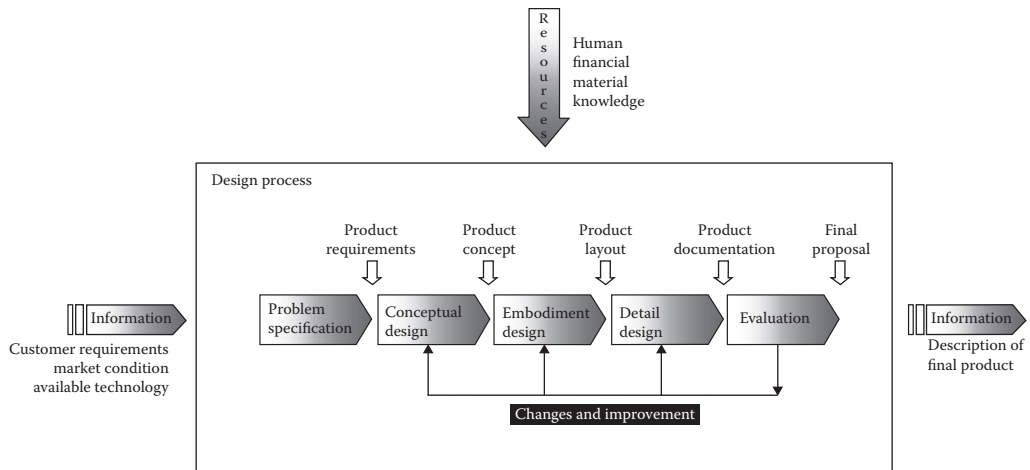 Resources
Human
financial
material
knowledge
Design process
Product
requirements
Product
concept
Product
layout
Product
documentation
Final
proposal
Information
Customer requirements
market condition
available technology
Problem
specification
Conceptual
design
Embodiment
design
Detail
design
Evaluation
Changes and improvement
Information
Description of
final product